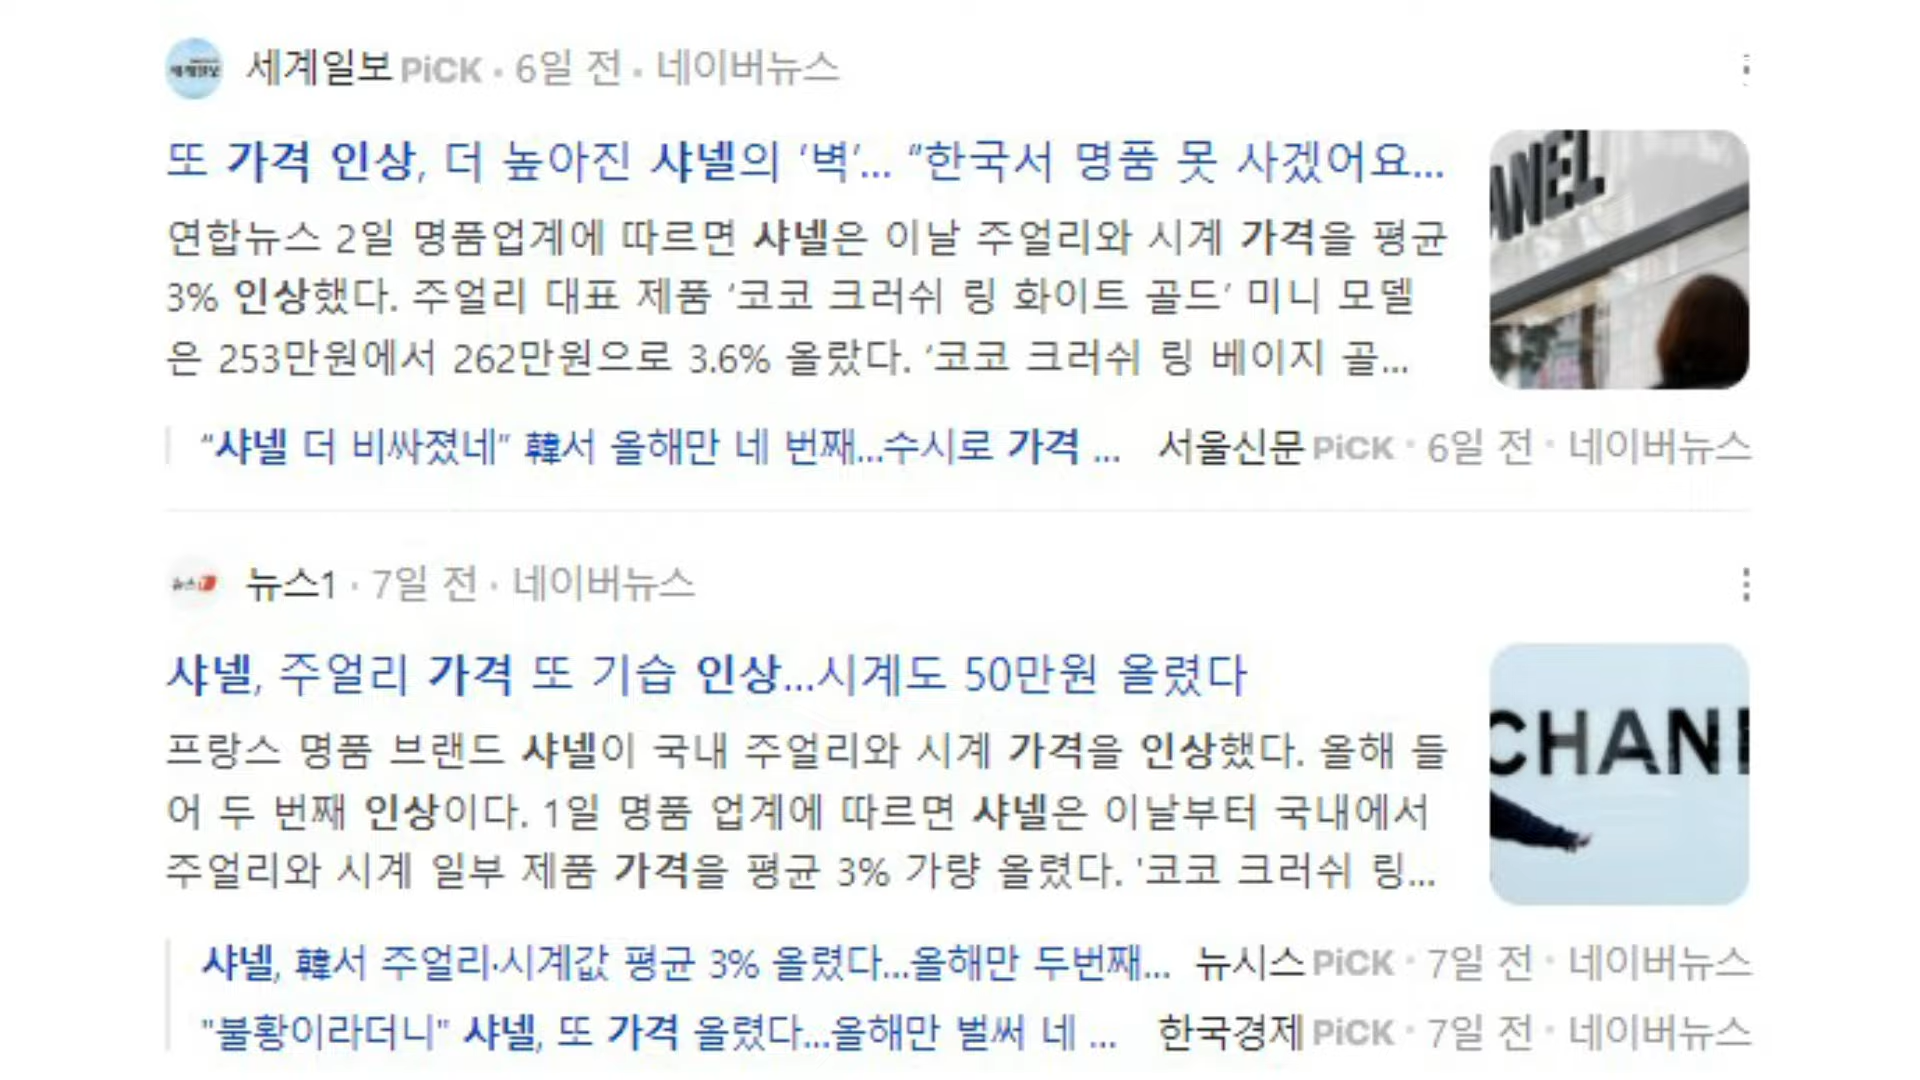 세계일보 PiCK · 6일 전 · 네이버뉴스
또 가격 인상, 더 높아진 샤넬의 ‘벽’... “한국서 명품 못 사겠어요...
연합뉴스 2일 명품업계에 따르면 샤넬은 이날 주얼리와 시계 가격을 평균
3% 인상했다. 주얼리 대표 제품 ‘코코 크러쉬 링 화이트 골드’ 미니 모델
은 253만원에서 262만원으로 3.6% 올랐다. ‘코코 크러쉬 링 베이지 골...
“샤넬 더 비싸졌네” 韓서 올해만 네 번째...수시로 가격 ... 서울신문 PiCK · 6일 전 · 네이버뉴스
뉴스1 · 7일 전 · 네이버뉴스
샤넬, 주얼리 가격 또 기습 인상...시계도 50만원 올렸다
프랑스 명품 브랜드 샤넬이 국내 주얼리와 시계 가격을 인상했다. 올해 들
어 두 번째 인상이다. 1일 명품 업계에 따르면 샤넬은 이날부터 국내에서
주얼리와 시계 일부 제품 가격을 평균 3% 가량 올렸다. '코코 크러쉬 링...
샤넬, 韓서 주얼리·시계값 평균 3% 올렸다...올해만 두번째... 뉴시스 PiCK · 7일 전 · 네이버뉴스
"불황이라더니" 샤넬, 또 가격 올렸다...올해만 벌써 네 ... 한국경제 PiCK · 7일 전 · 네이버뉴스
세계일보
ANEL
뉴스1
CHAN